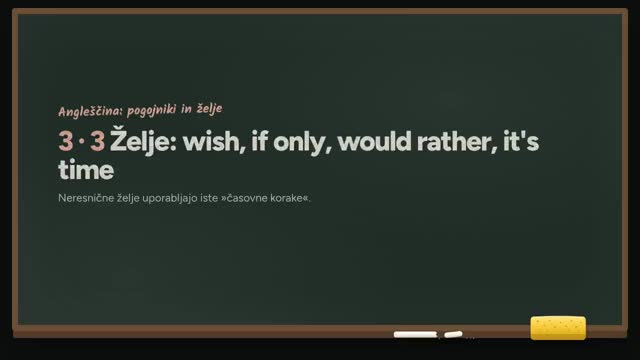 Angleščina: pogojniki in želje
3 · 3 Želje: wish, if only, would rather, it's
time
Neresnične želje uporabljajo iste »časovne korake«.